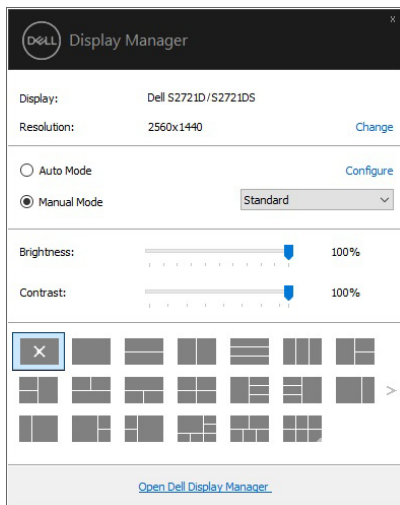 x
DELL Display Manager
Display: Dell S2721D/S2721DS
Resolution: 2560x1440 Change
Auto Mode Configure
Manual Mode Standard
Brightness: 100%
Contrast: 100%
Open Dell Display Manager